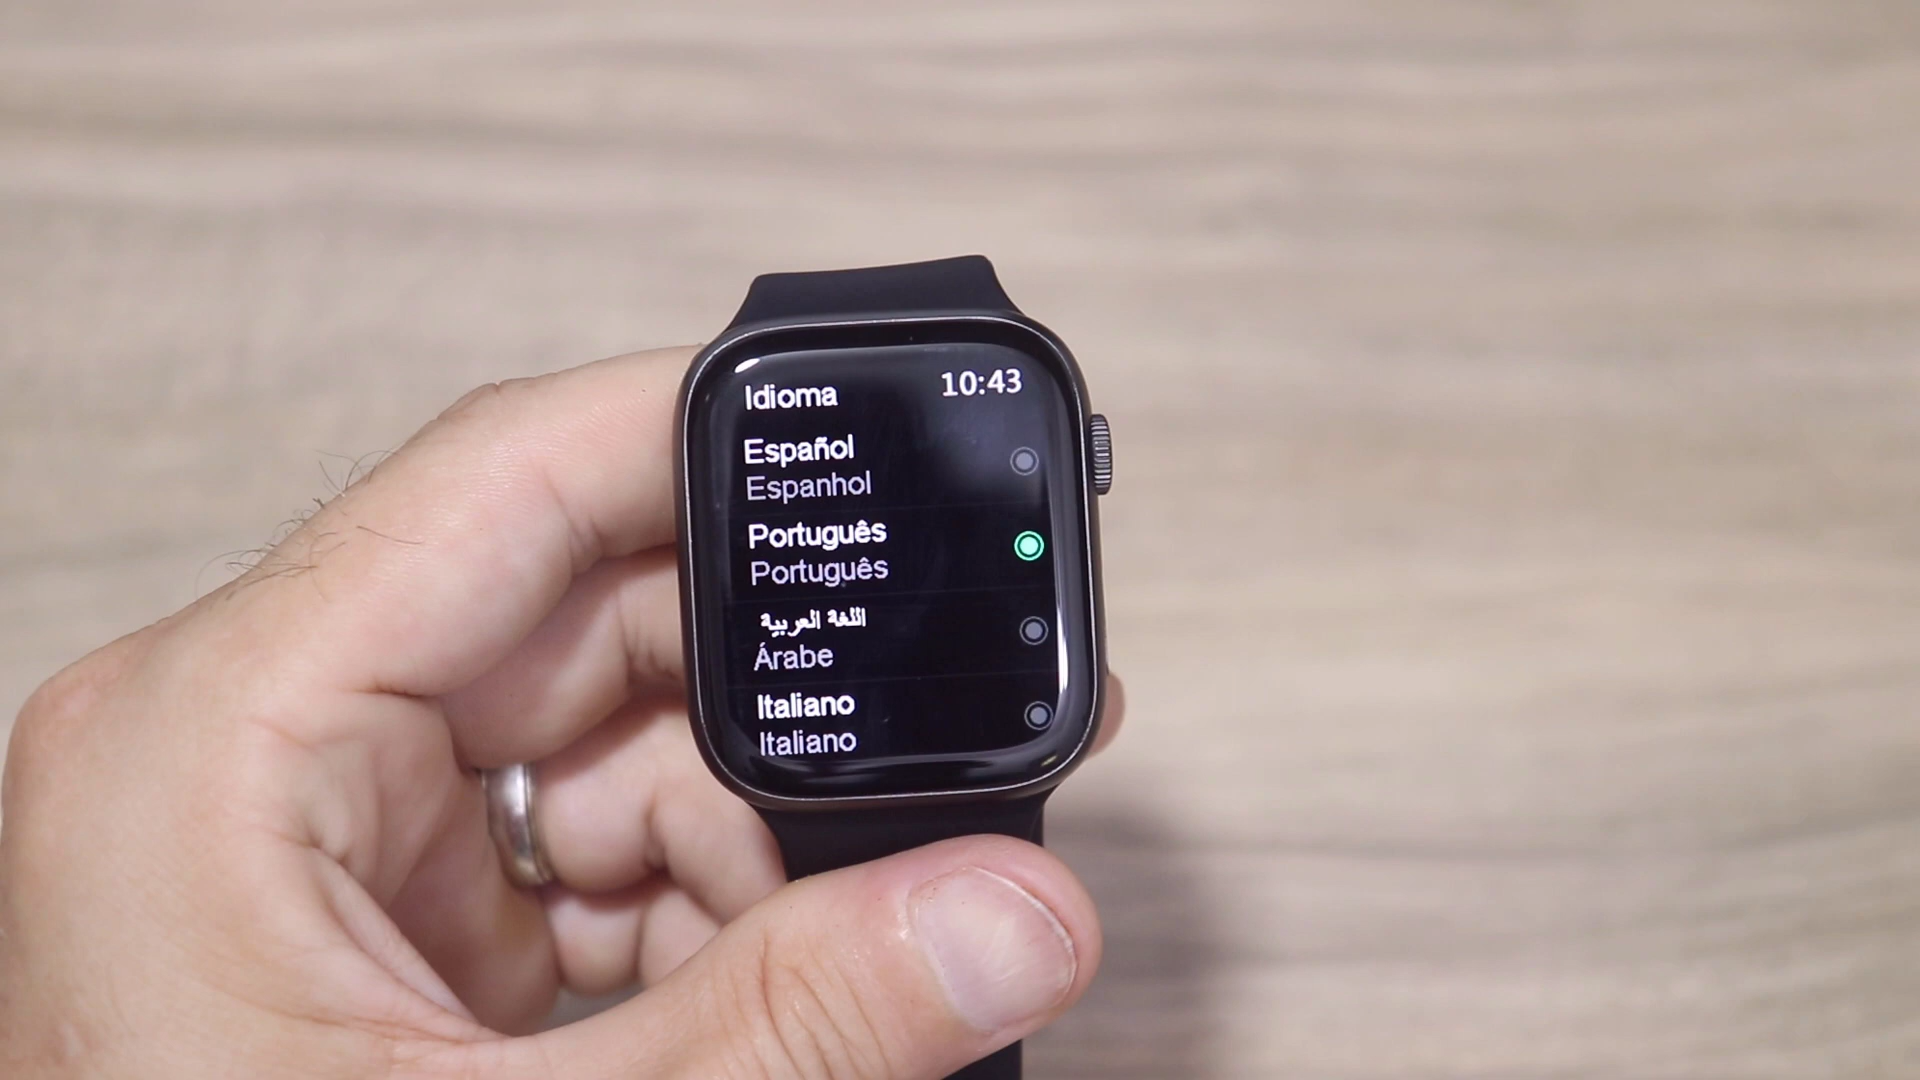 Idioma 10:43
Español
Espanhol
Português
Português
اللغة العربية
Árabe
Italiano
Italiano